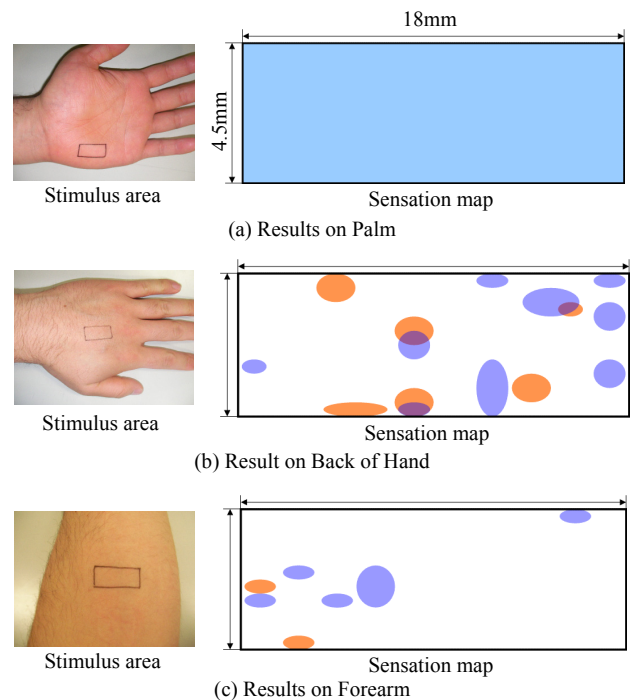 18mm
4.5mm
Stimulus area
Sensation map
(a) Results on Palm
Stimulus area
Sensation map
(b) Result on Back of Hand
Stimulus area
Sensation map
(c) Results on Forearm